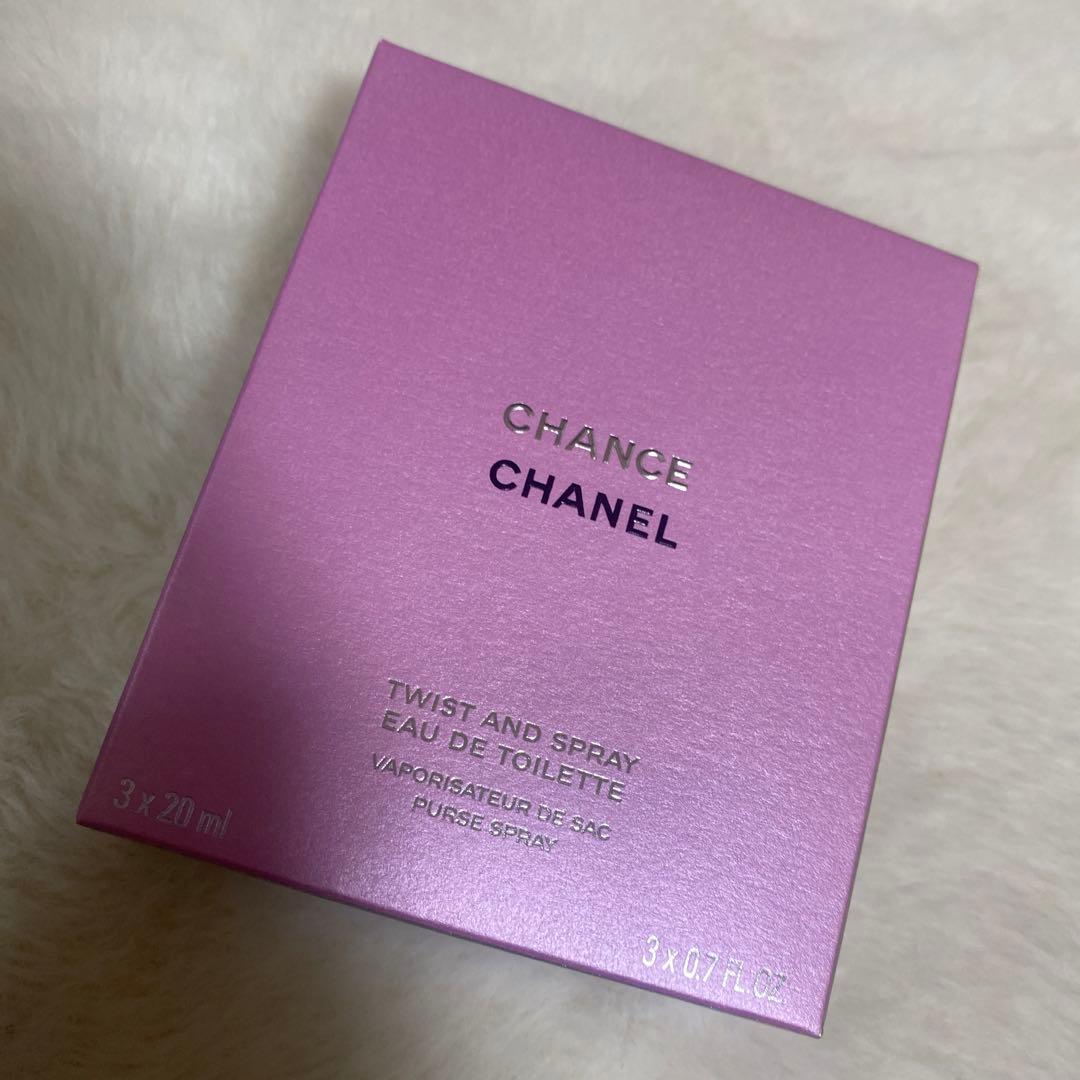 CHANCE
CHANEL
TWIST AND SPRAY
EAU DE TOILETTE
VAPORISATEUR DE SAC
PURSE SPRAY
3 x 20 ml
3 x 0.7 FL.OZ